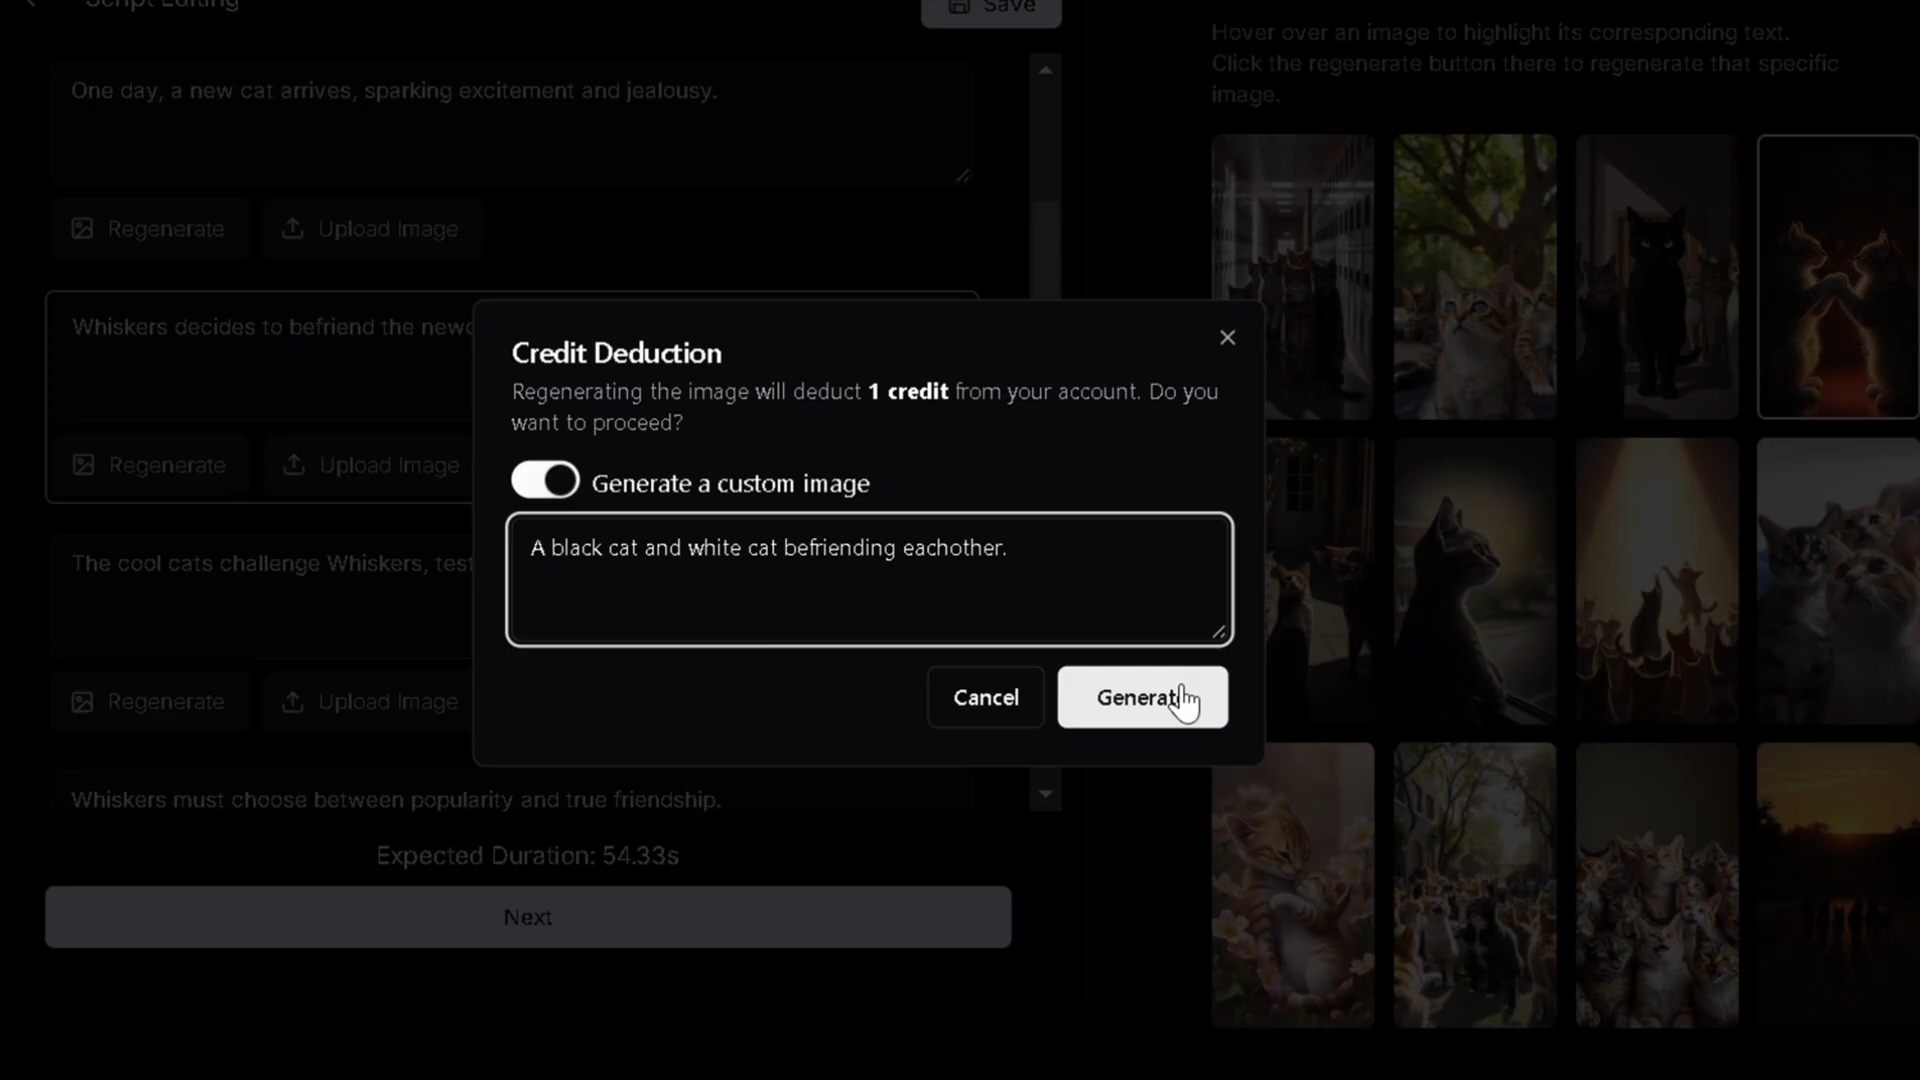 Script Editing
Save
One day, a new cat arrives, sparking excitement and jealousy.
Regenerate
Upload Image
Whiskers decides to befriend the
Regenerate
Upload Image
The cool cats challenge Whiskers,
Regenerate
Upload Image
Whiskers must choose between popularity and true friendship.
Expected Duration: 54.33s
Next
Credit Deduction
Regenerating the image will deduct 1 credit from your account. Do you
want to proceed?
Generate a custom image
A black cat and white cat befriending eachother.
Cancel
Generate
Hover over an image to highlight its corresponding text.
Click the regenerate button there to regenerate that specific
image.